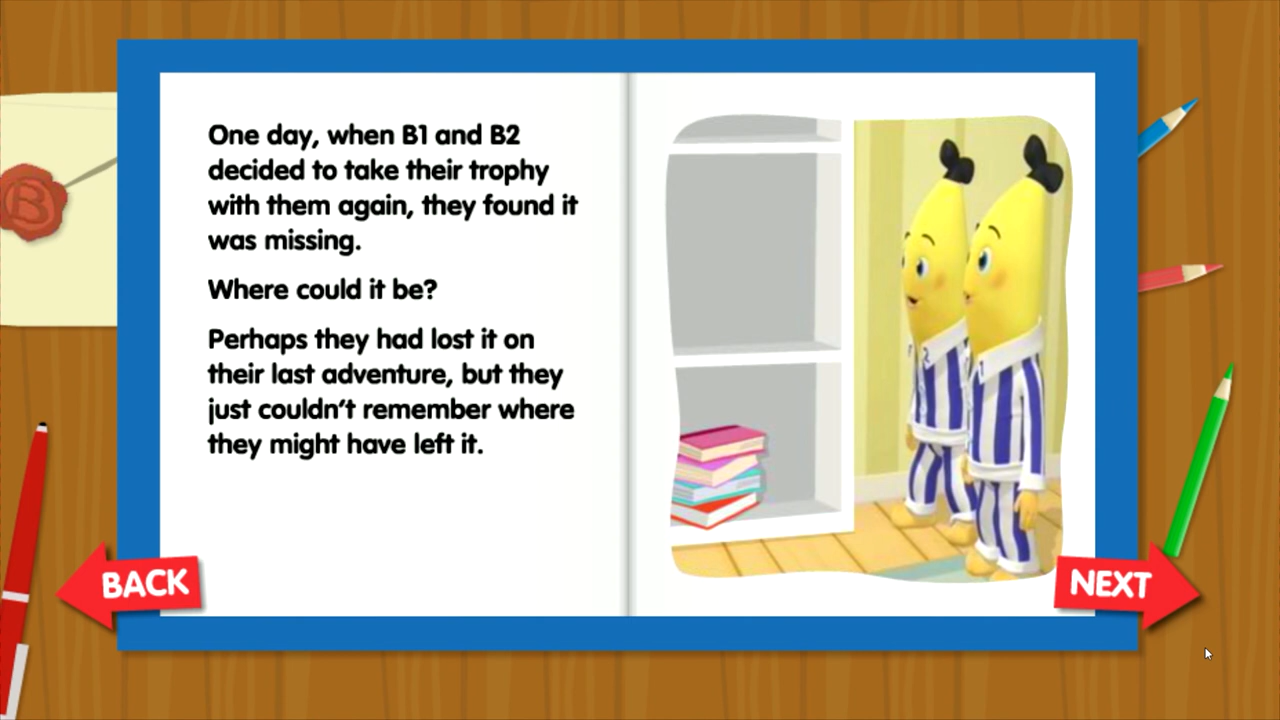 One day, when B1 and B2
decided to take their trophy
with them again, they found it
was missing.
Where could it be?
Perhaps they had lost it on
their last adventure, but they
just couldn't remember where
they might have left it.
B
2
1
BACK
NEXT